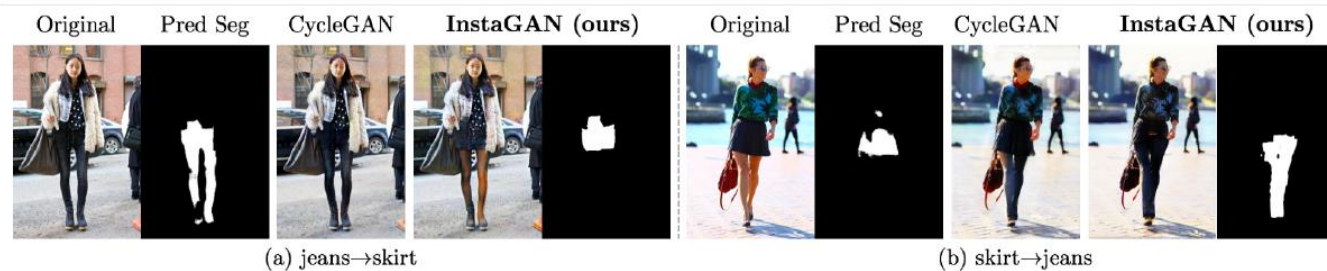 Original Pred Seg CycleGAN InstaGAN (ours) Original Pred Seg CycleGAN InstaGAN (ours)
(a) jeans→skirt (b) skirt→jeans